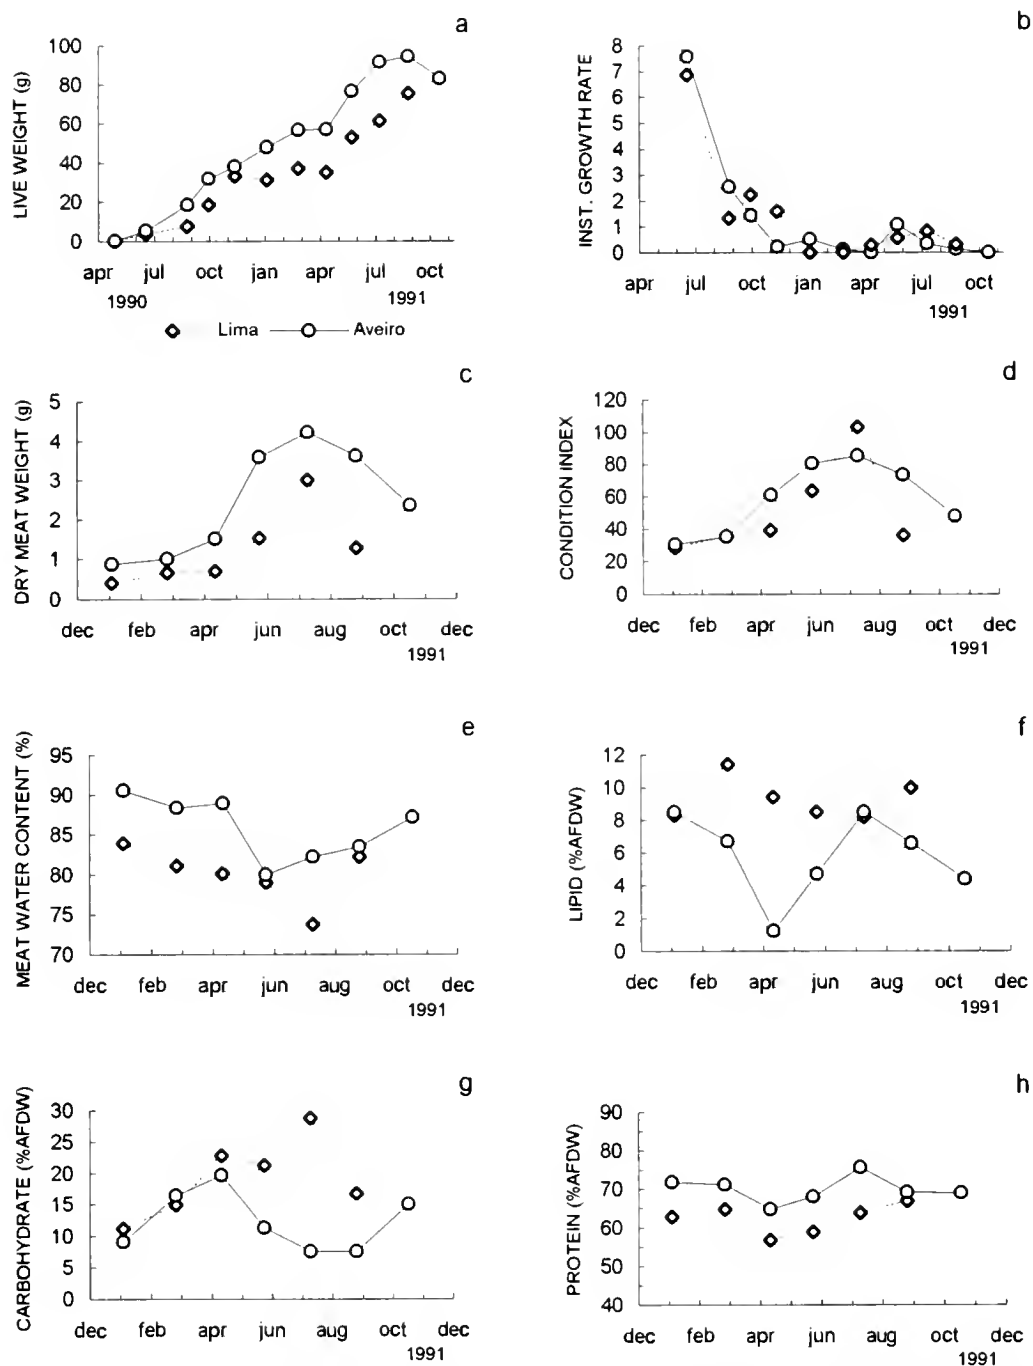 a
LIVE WEIGHT (g)
100
80
60
40
20
0
apr jul oct jan apr jul oct
1990 1991
Lima Aveiro
b
INST. GROWTH RATE
8
7
6
5
4
3
2
1
0
apr jul oct jan apr jul oct
1991
c
DRY MEAT WEIGHT (g)
5
4
3
2
1
0
dec feb apr jun aug oct dec
1991
d
CONDITION INDEX
120
100
80
60
40
20
0
dec feb apr jun aug oct dec
1991
e
MEAT WATER CONTENT (%)
95
90
85
80
75
70
dec feb apr jun aug oct dec
1991
f
LIPID (%AFDW)
12
10
8
6
4
2
0
dec feb apr jun aug oct dec
1991
g
CARBOHYDRATE (%AFDW)
30
25
20
15
10
5
0
dec feb apr jun aug oct dec
1991
h
PROTEIN (%AFDW)
90
80
70
60
50
40
dec feb apr jun aug oct dec
1991